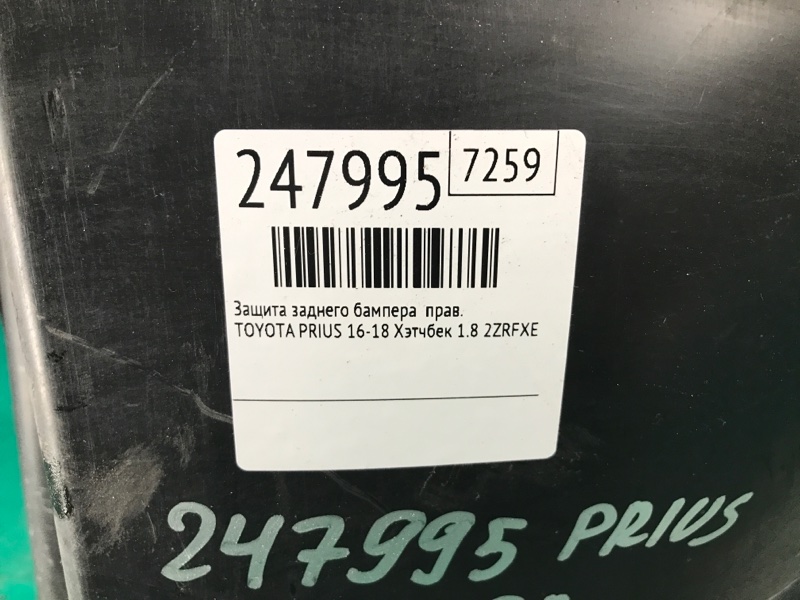 247995 7259
Защита заднего бампера прав.
TOYOTA PRIUS 16-18 Хэтчбек 1.8 2ZRFXE
247995 PRIUS